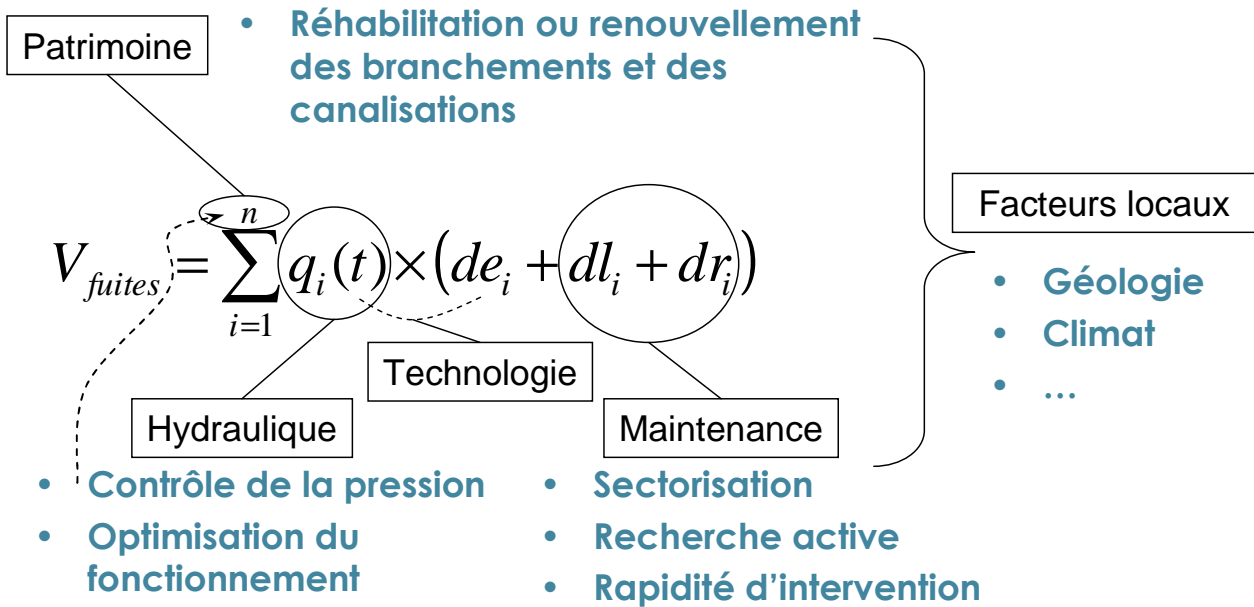 Patrimoine
• Réhabilitation ou renouvellement
des branchements et des
canalisations
n
V_fuites = ∑ q_i(t) × (de_i + dl_i + dr_i)
i=1
Facteurs locaux
• Géologie
• Climat
• ...
Technologie
Hydraulique
Maintenance
• Contrôle de la pression
• Optimisation du
fonctionnement
• Sectorisation
• Recherche active
• Rapidité d'intervention